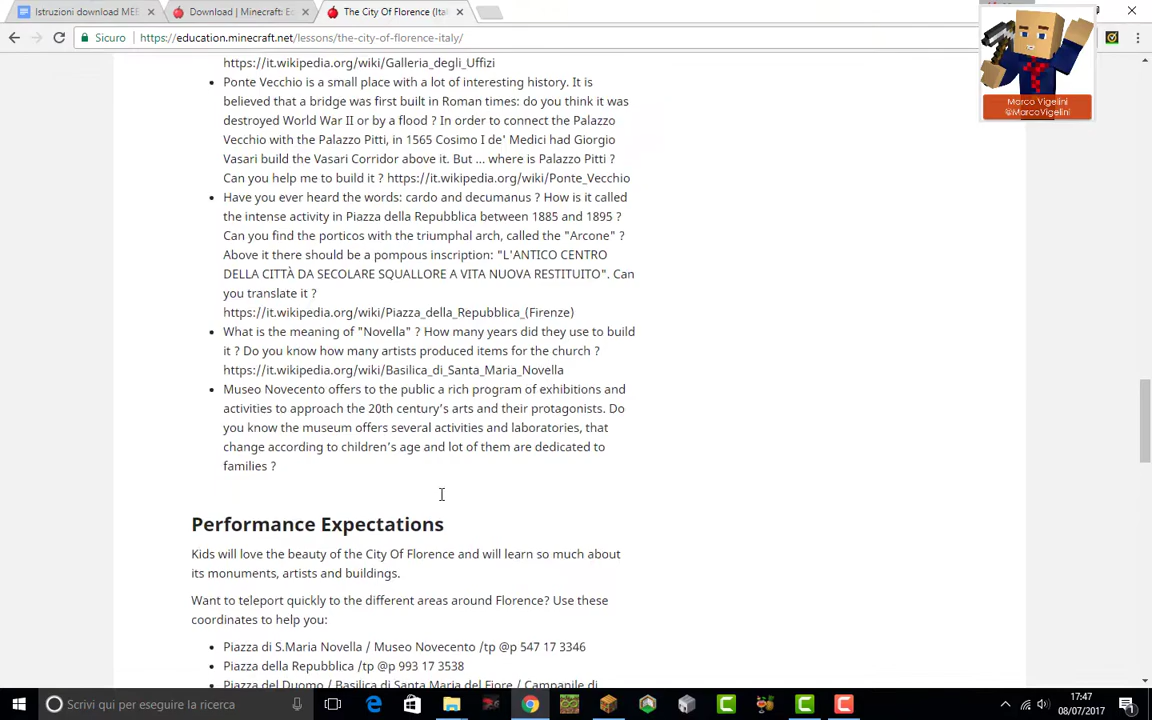 Istruzioni download MEE
Download | Minecraft: Ed
The City of Florence (Ita
Sicuro
https://education.minecraft.net/lessons/the-city-of-florence-italy/
Marco Vigelini
@MarcoVigelini
https://it.wikipedia.org/wiki/Galleria_degli_Uffizi
Ponte Vecchio is a small place with a lot of interesting history. It is
believed that a bridge was first built in Roman times: do you think it was
destroyed World War II or by a flood ? In order to connect the Palazzo
Vecchio with the Palazzo Pitti, in 1565 Cosimo I de' Medici had Giorgio
Vasari build the Vasari Corridor above it. But ... where is Palazzo Pitti ?
Can you help me to build it ? https://it.wikipedia.org/wiki/Ponte_Vecchio
Have you ever heard the words: cardo and decumanus ? How is it called
the intense activity in Piazza della Repubblica between 1885 and 1895 ?
Can you find the porticos with the triumphal arch, called the "Arcone" ?
Above it there should be a pompous inscription: "L'ANTICO CENTRO
DELLA CITTÀ DA SECOLARE SQUALLORE A VITA NUOVA RESTITUITO". Can
you translate it ?
https://it.wikipedia.org/wiki/Piazza_della_Repubblica_(Firenze)
What is the meaning of "Novella" ? How many years did they use to build
it ? Do you know how many artists produced items for the church ?
https://it.wikipedia.org/wiki/Basilica_di_Santa_Maria_Novella
Museo Novecento offers to the public a rich program of exhibitions and
activities to approach the 20th century's arts and their protagonists. Do
you know the museum offers several activities and laboratories, that
change according to children's age and lot of them are dedicated to
families ?
Performance Expectations
Kids will love the beauty of the City Of Florence and will learn so much about
its monuments, artists and buildings.
Want to teleport quickly to the different areas around Florence? Use these
coordinates to help you:
Piazza di S.Maria Novella / Museo Novecento /tp @p 547 17 3346
Piazza della Repubblica /tp @p 993 17 3538
Piazza del Duomo / Basilica di Santa Maria del Fiore / Campanile di
Scrivi qui per eseguire la ricerca
17:47
08/07/2017
1